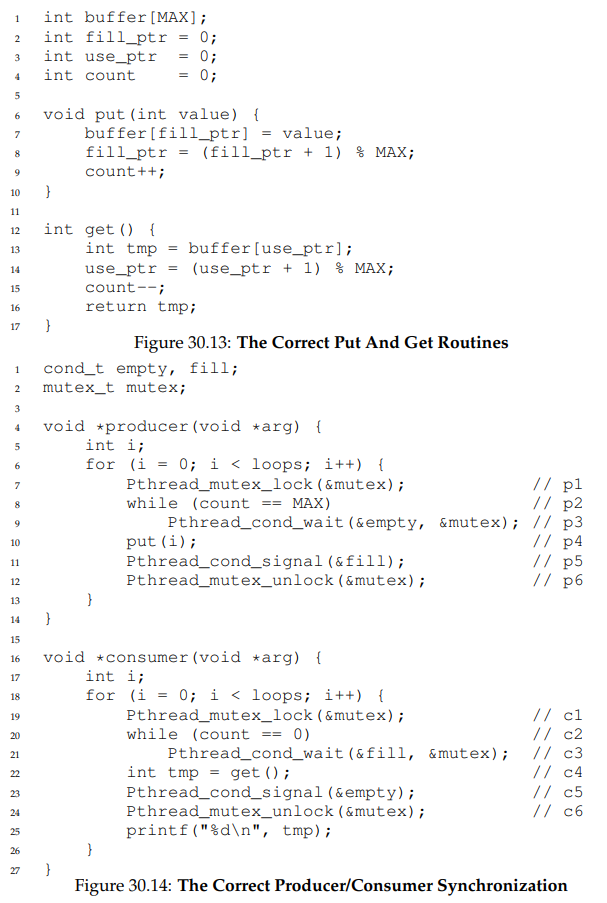 1 int buffer[MAX];
2 int fill_ptr = 0;
3 int use_ptr  = 0;
4 int count    = 0;
5
6 void put(int value) {
7     buffer[fill_ptr] = value;
8     fill_ptr = (fill_ptr + 1) % MAX;
9     count++;
10 }
11
12 int get() {
13     int tmp = buffer[use_ptr];
14     use_ptr = (use_ptr + 1) % MAX;
15     count--;
16     return tmp;
17 }
Figure 30.13: The Correct Put And Get Routines
1 cond_t empty, fill;
2 mutex_t mutex;
3
4 void *producer(void *arg) {
5     int i;
6     for (i = 0; i < loops; i++) {
7         Pthread_mutex_lock(&mutex);           // p1
8         while (count == MAX)                  // p2
9             Pthread_cond_wait(&empty, &mutex); // p3
10         put(i);                               // p4
11         Pthread_cond_signal(&fill);           // p5
12         Pthread_mutex_unlock(&mutex);         // p6
13     }
14 }
15
16 void *consumer(void *arg) {
17     int i;
18     for (i = 0; i < loops; i++) {
19         Pthread_mutex_lock(&mutex);           // c1
20         while (count == 0)                    // c2
21             Pthread_cond_wait(&fill, &mutex); // c3
22         int tmp = get();                      // c4
23         Pthread_cond_signal(&empty);          // c5
24         Pthread_mutex_unlock(&mutex);         // c6
25         printf("%d\n", tmp);
26     }
27 }
Figure 30.14: The Correct Producer/Consumer Synchronization